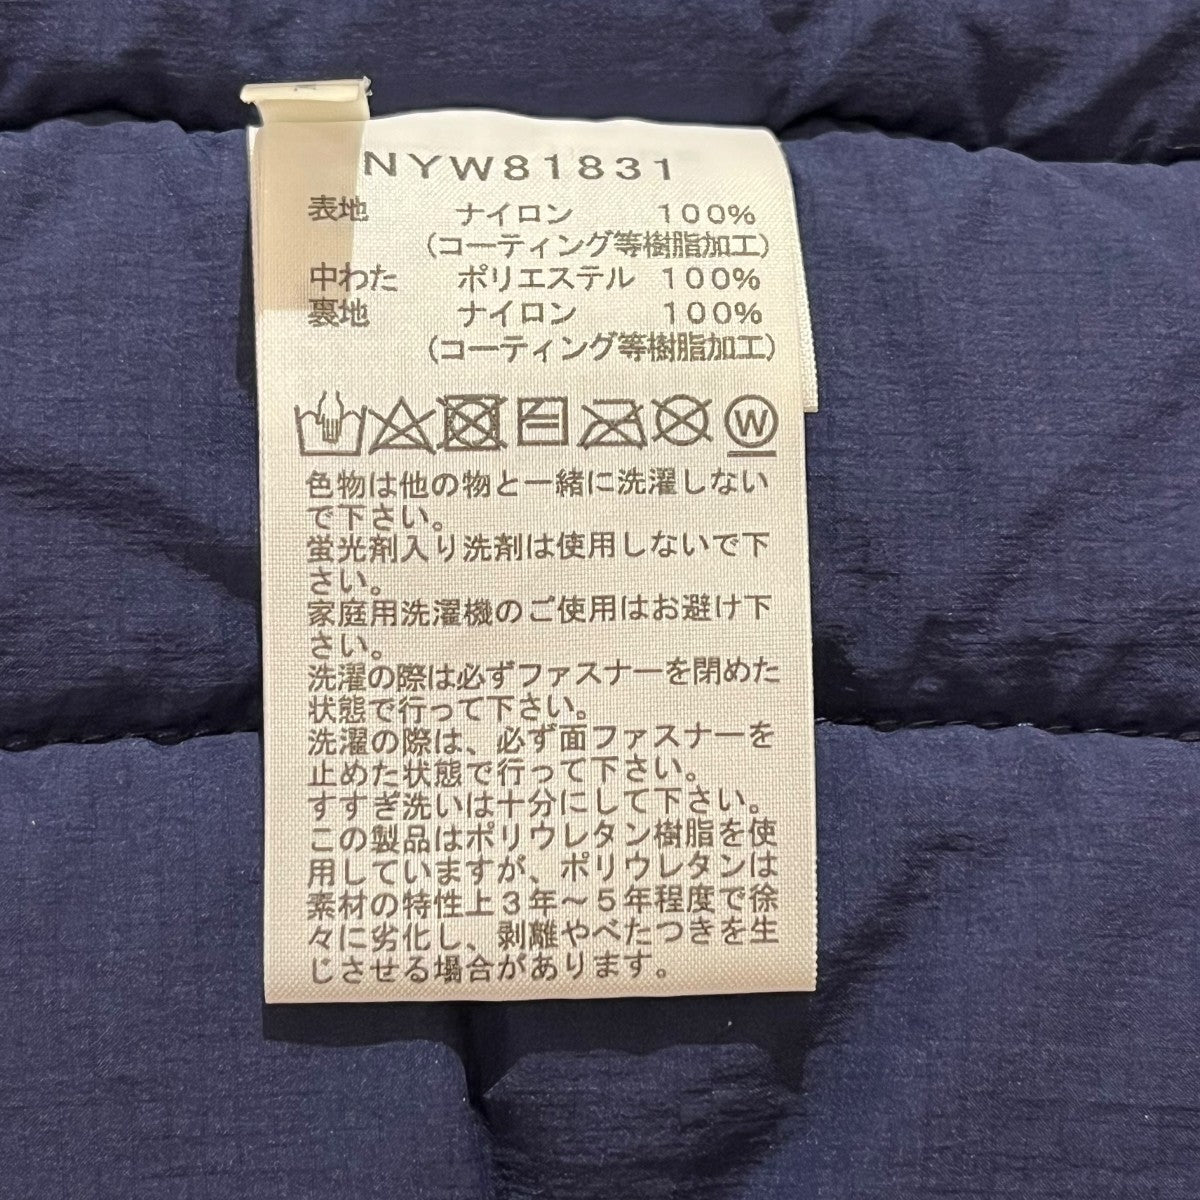 NYW81831
表地 ナイロン 100%
(コーティング等樹脂加工)
中わた ポリエステル 100%
裏地 ナイロン 100%
(コーティング等樹脂加工)
W
色物は他の物と一緒に洗濯しない
で下さい。
蛍光剤入り洗剤は使用しないで下
さい。
家庭用洗濯機のご使用はお避け下
さい。
洗濯の際は必ずファスナーを閉めた
状態で行って下さい。
洗濯の際は、必ず面ファスナーを
止めた状態で行って下さい。
すすぎ洗いは十分にして下さい。
この製品はポリウレタン樹脂を使
用していますが、ポリウレタンは
素材の特性上3年～5年程度で徐
々に劣化し、剥離やべたつきを生
じさせる場合があります。